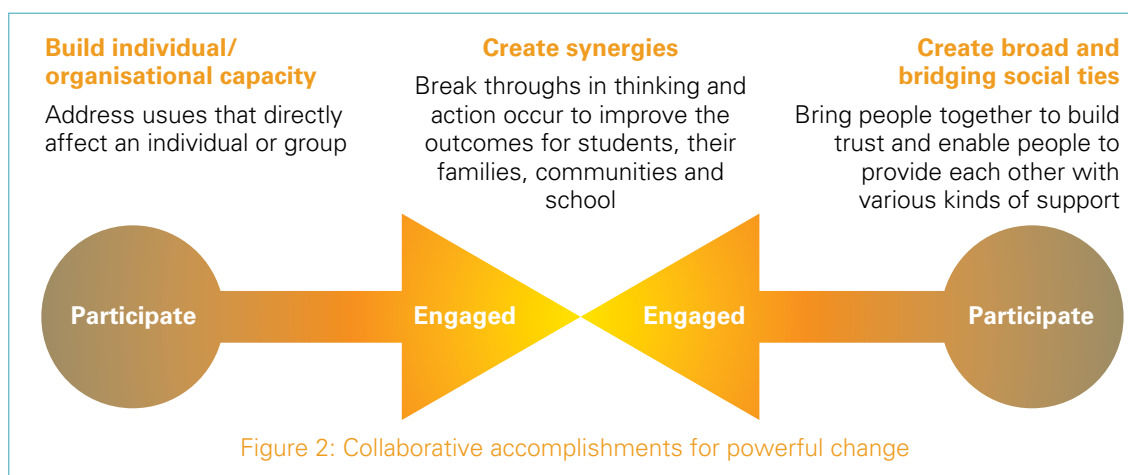 Build individual/
organisational capacity
Address usues that directly
affect an individual or group
Create synergies
Break throughs in thinking and
action occur to improve the
outcomes for students, their
families, communities and
school
Create broad and
bridging social ties
Bring people together to build
trust and enable people to
provide each other with
various kinds of support
Participate
Engaged
Engaged
Participate
Figure 2: Collaborative accomplishments for powerful change